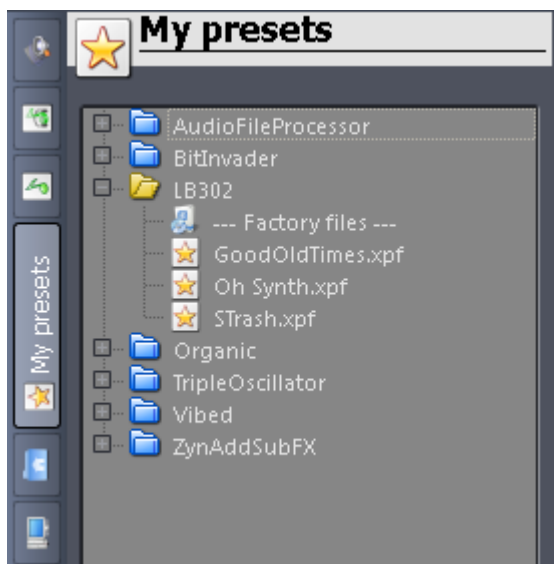 My presets
My presets
AudioFileProcessor
BitInvader
LB302
--- Factory files ---
GoodOldTimes.xpf
Oh Synth.xpf
STrash.xpf
Organic
TripleOscillator
Vibed
ZynAddSubFX